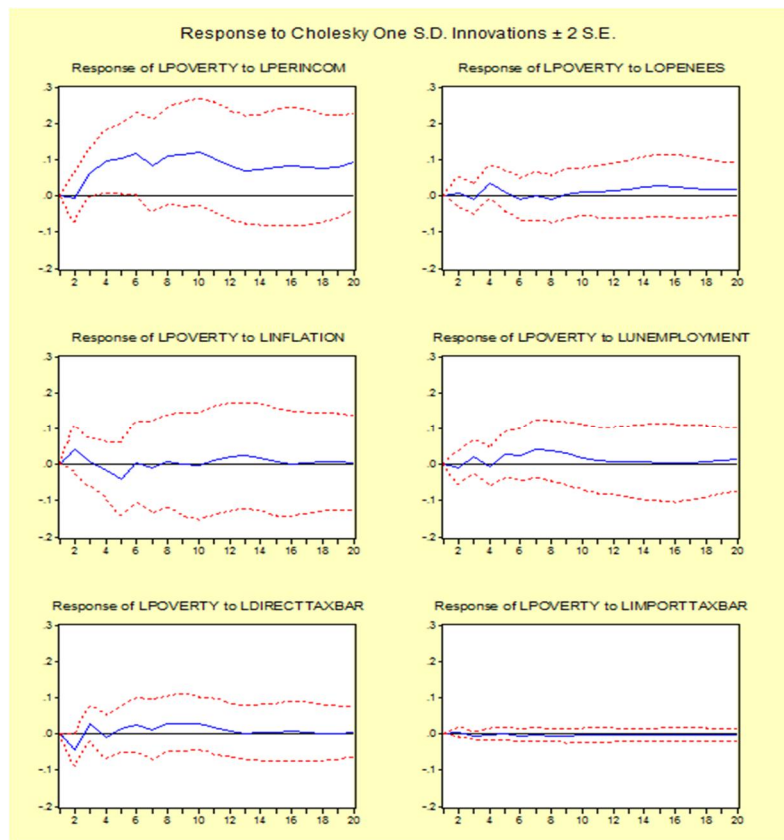 Response to Cholesky One S.D. Innovations ± 2 S.E.
Response of LPOVERTY to LPERINCOM
.3
.2
.1
.0
-.1
-.2
2 4 6 8 10 12 14 16 18 20
Response of LPOVERTY to LOPENEES
.3
.2
.1
.0
-.1
-.2
2 4 6 8 10 12 14 16 18 20
Response of LPOVERTY to LINFLATION
.3
.2
.1
.0
-.1
-.2
2 4 6 8 10 12 14 16 18 20
Response of LPOVERTY to LUNEMPLOYMENT
.3
.2
.1
.0
-.1
-.2
2 4 6 8 10 12 14 16 18 20
Response of LPOVERTY to LDIRECTTAXBAR
.3
.2
.1
.0
-.1
-.2
2 4 6 8 10 12 14 16 18 20
Response of LPOVERTY to LIMPORTTAXBAR
.3
.2
.1
.0
-.1
-.2
2 4 6 8 10 12 14 16 18 20